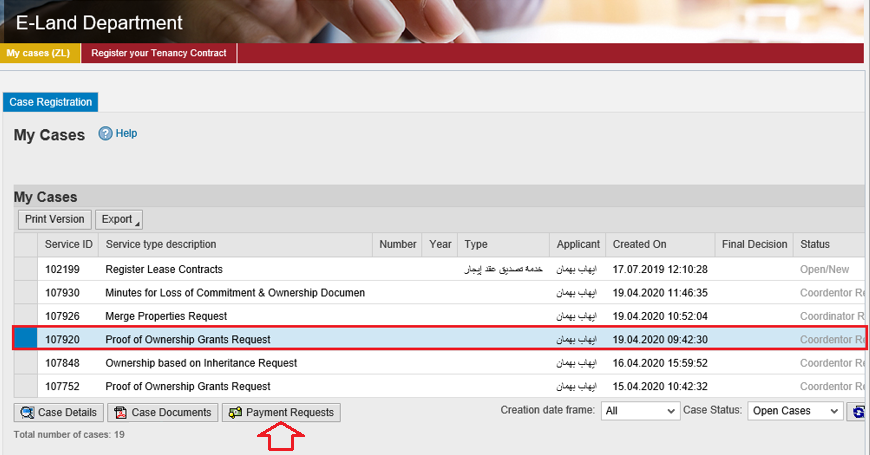 E-Land Department
My cases (ZL) Register your Tenancy Contract
Case Registration
My Cases Help
My Cases
Print Version Export
Service ID Service type description Number Year Type Applicant Created On Final Decision Status
102199 Register Lease Contracts خدمة تصديق عقد إيجار ايهاب بهمان 17.07.2019 12:10:28 Open/New
107930 Minutes for Loss of Commitment & Ownership Documen ايهاب بهمان 19.04.2020 11:46:35 Coordentor Re
107926 Merge Properties Request ايهاب بهمان 19.04.2020 10:52:04 Coordinator R
107920 Proof of Ownership Grants Request ايهاب بهمان 19.04.2020 09:42:30 Coordentor Re
107848 Ownership based on Inheritance Request ايهاب بهمان 16.04.2020 15:59:52 Coordentor Re
107752 Proof of Ownership Grants Request ايهاب بهمان 15.04.2020 10:42:32 Coordentor Re
Case Details Case Documents Payment Requests Creation date frame: All Case Status: Open Cases
Total number of cases: 19